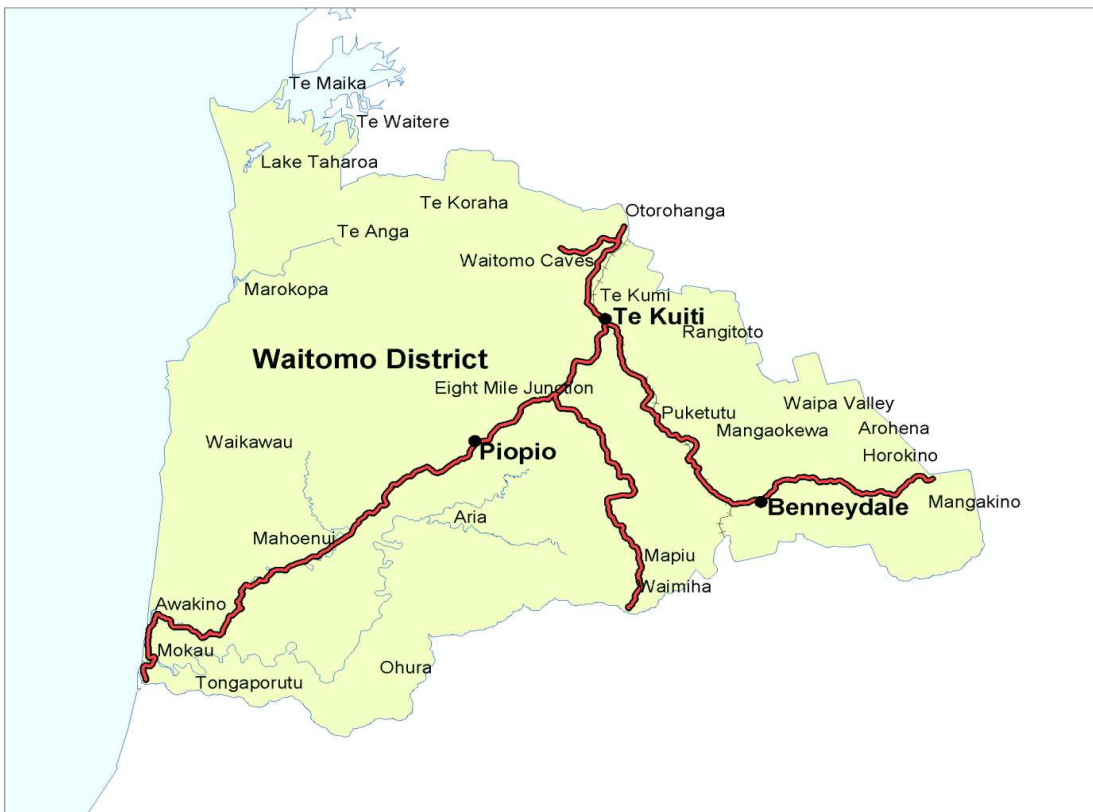 Te Maika
Te Waitere
Lake Taharoa
Te Koraha
Otorohanga
Te Anga
Waitomo Caves
Marokopa
Te Kumi
Te Kuiti
Rangitoto
Waitomo District
Eight Mile Junction
Waipa Valley
Puketutu
Mangaokewa
Arohena
Waikawau
Piopio
Horokino
Benneydale
Mangakino
Aria
Mahoenui
Mapiu
Waimiha
Awakino
Mokau
Ohura
Tongaporutu